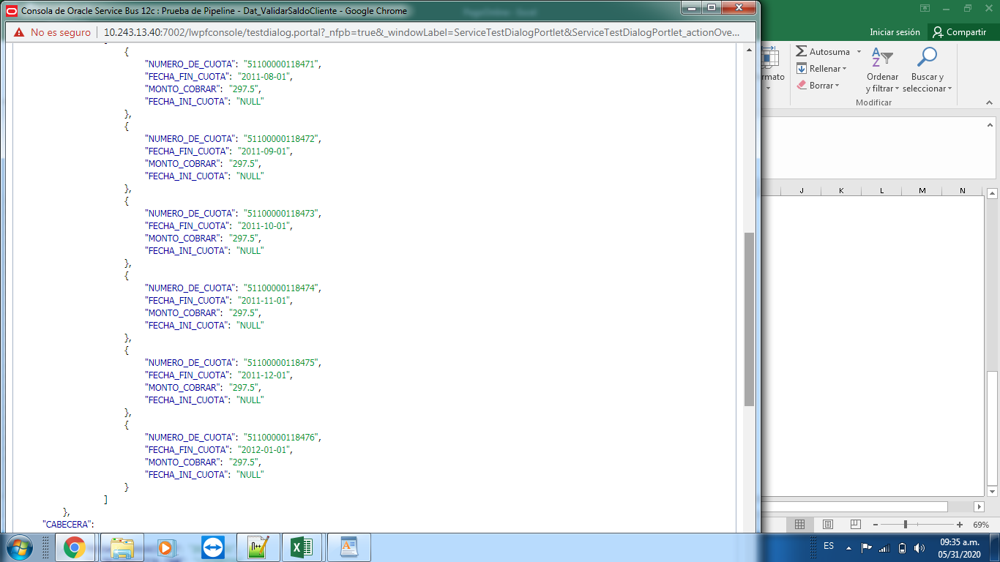 Consola de Oracle Service Bus 12c : Prueba de Pipeline - Dat_ValidarSaldoCliente - Google Chrome
No es seguro
10.243.13.40:7002/lwpfconsole/testdialog.portal?_nfpb=true&_windowLabel=ServiceTestDialogPortlet&ServiceTestDialogPortlet_actionOve...
{
"NUMERO_DE_CUOTA": "51100000118471",
"FECHA_FIN_CUOTA": "2011-08-01",
"MONTO_COBRAR": "297.5",
"FECHA_INI_CUOTA": "NULL"
},
{
"NUMERO_DE_CUOTA": "51100000118472",
"FECHA_FIN_CUOTA": "2011-09-01",
"MONTO_COBRAR": "297.5",
"FECHA_INI_CUOTA": "NULL"
},
{
"NUMERO_DE_CUOTA": "51100000118473",
"FECHA_FIN_CUOTA": "2011-10-01",
"MONTO_COBRAR": "297.5",
"FECHA_INI_CUOTA": "NULL"
},
{
"NUMERO_DE_CUOTA": "51100000118474",
"FECHA_FIN_CUOTA": "2011-11-01",
"MONTO_COBRAR": "297.5",
"FECHA_INI_CUOTA": "NULL"
},
{
"NUMERO_DE_CUOTA": "51100000118475",
"FECHA_FIN_CUOTA": "2011-12-01",
"MONTO_COBRAR": "297.5",
"FECHA_INI_CUOTA": "NULL"
},
{
"NUMERO_DE_CUOTA": "51100000118476",
"FECHA_FIN_CUOTA": "2012-01-01",
"MONTO_COBRAR": "297.5",
"FECHA_INI_CUOTA": "NULL"
}
]
},
"CABECERA":
Iniciar sesión
Compartir
rmato
Autosuma
Rellenar
Borrar
Ordenar
y filtrar
Buscar y
seleccionar
Modificar
J K L M N
69%
ES
09:35 a.m.
05/31/2020